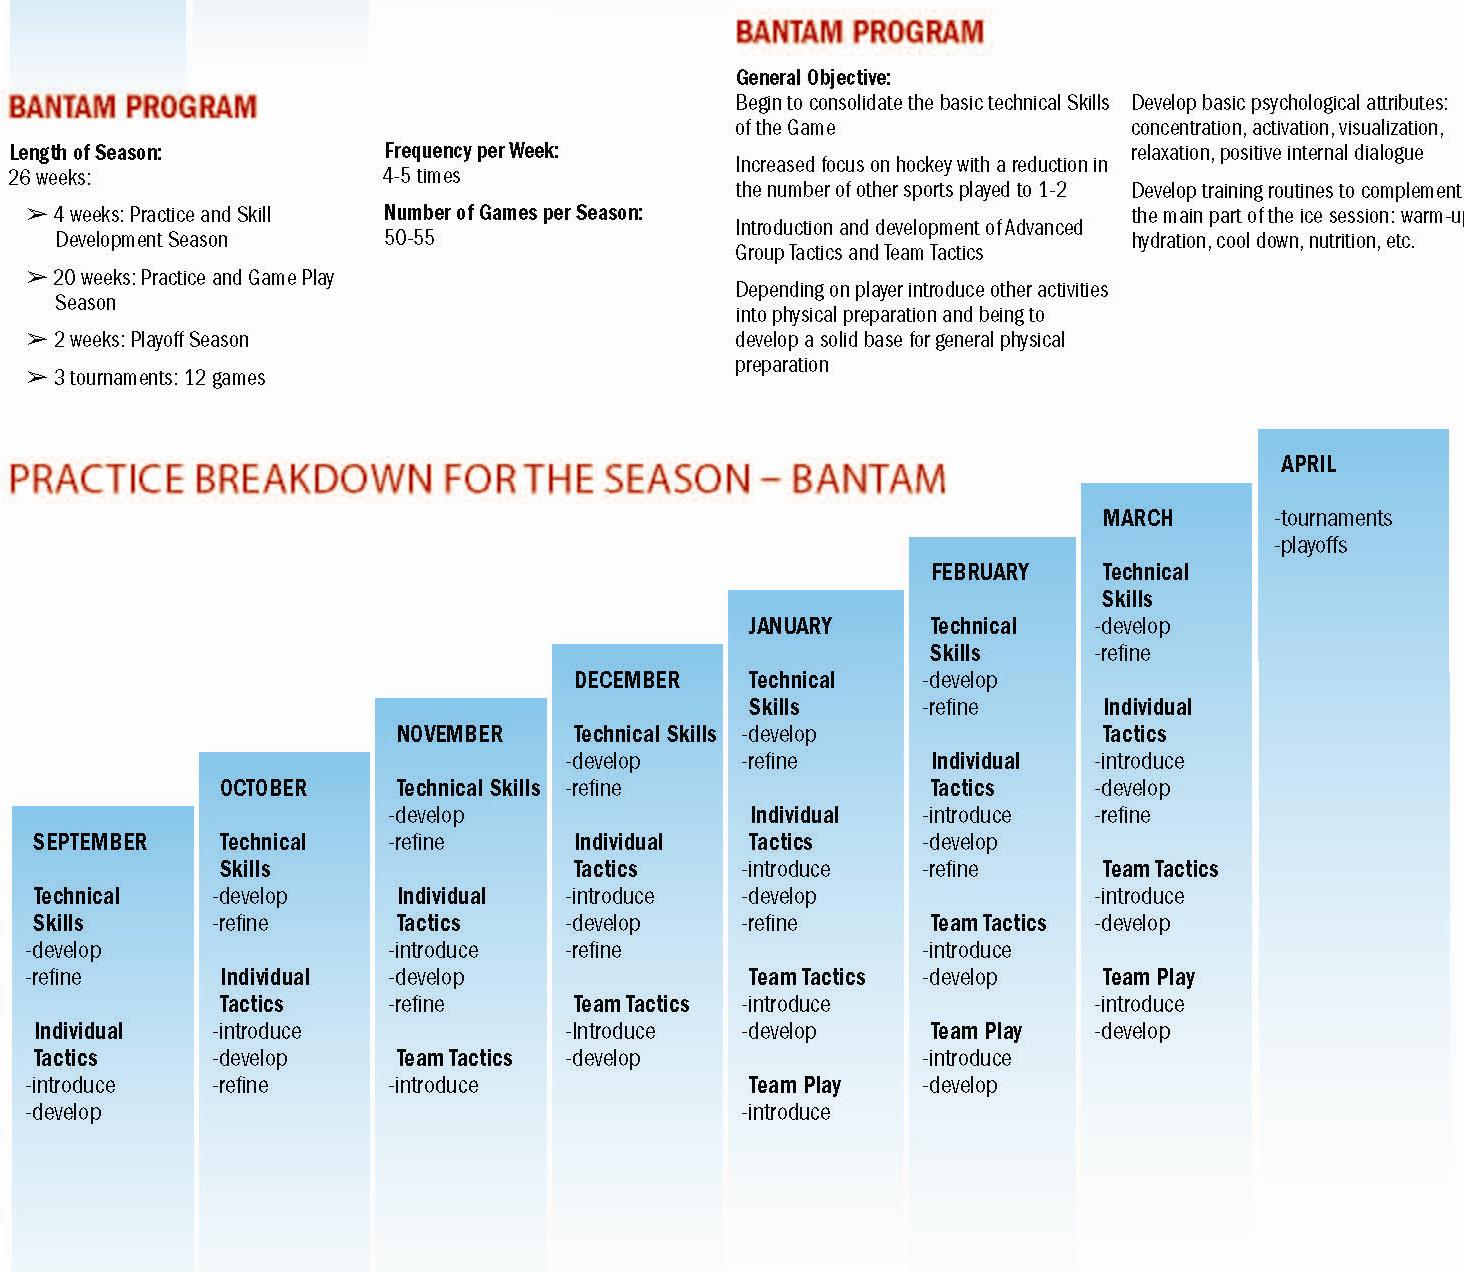 BANTAM PROGRAM
Length of Season:
26 weeks:
➢ 4 weeks: Practice and Skill
Development Season
➢ 20 weeks: Practice and Game Play
Season
➢ 2 weeks: Playoff Season
➢ 3 tournaments: 12 games
Frequency per Week:
4-5 times
Number of Games per Season:
50-55
BANTAM PROGRAM
General Objective:
Begin to consolidate the basic technical Skills
of the Game
Increased focus on hockey with a reduction in
the number of other sports played to 1-2
Introduction and development of Advanced
Group Tactics and Team Tactics
Depending on player introduce other activities
into physical preparation and being to
develop a solid base for general physical
preparation
Develop basic psychological attributes:
concentration, activation, visualization,
relaxation, positive internal dialogue
Develop training routines to complement
the main part of the ice session: warm-up
hydration, cool down, nutrition, etc.
PRACTICE BREAKDOWN FOR THE SEASON – BANTAM
SEPTEMBER
Technical
Skills
-develop
-refine
Individual
Tactics
-introduce
-develop
OCTOBER
Technical
Skills
-develop
-refine
Individual
Tactics
-introduce
-develop
-refine
NOVEMBER
Technical Skills
-develop
-refine
Individual
Tactics
-introduce
-develop
-refine
Team Tactics
-introduce
DECEMBER
Technical Skills
-develop
-refine
Individual
Tactics
-introduce
-develop
-refine
Team Tactics
-Introduce
-develop
JANUARY
Technical
Skills
-develop
-refine
Individual
Tactics
-introduce
-develop
-refine
Team Tactics
-introduce
-develop
Team Play
-introduce
FEBRUARY
Technical
Skills
-develop
-refine
Individual
Tactics
-introduce
-develop
-refine
Team Tactics
-introduce
-develop
Team Play
-introduce
-develop
MARCH
Technical
Skills
-develop
-refine
Individual
Tactics
-introduce
-develop
-refine
Team Tactics
-introduce
-develop
Team Play
-introduce
-develop
APRIL
-tournaments
-playoffs